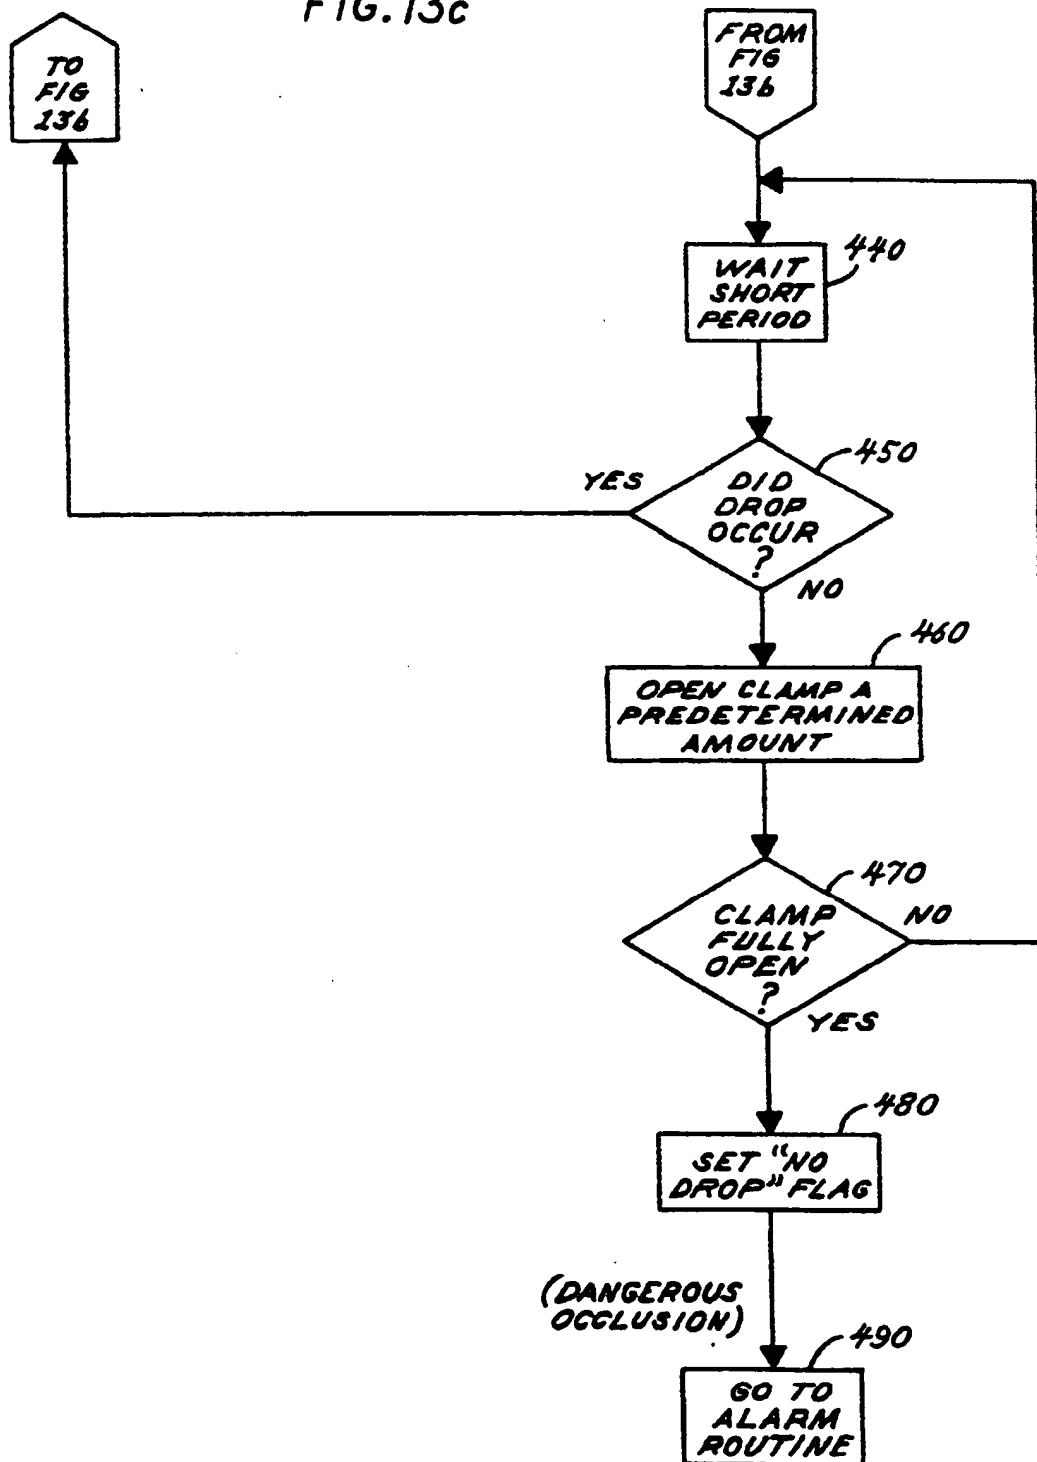 FIG. 13c
TO
FIG
13b
FROM
FIG
13b
440
WAIT
SHORT
PERIOD
450
YES
DID
DROP
OCCUR
?
NO
460
OPEN CLAMP A
PREDETERMINED
AMOUNT
470
CLAMP
FULLY
OPEN
?
NO
YES
480
SET "NO
DROP" FLAG
(DANGEROUS
OCCLUSION)
490
GO TO
ALARM
ROUTINE